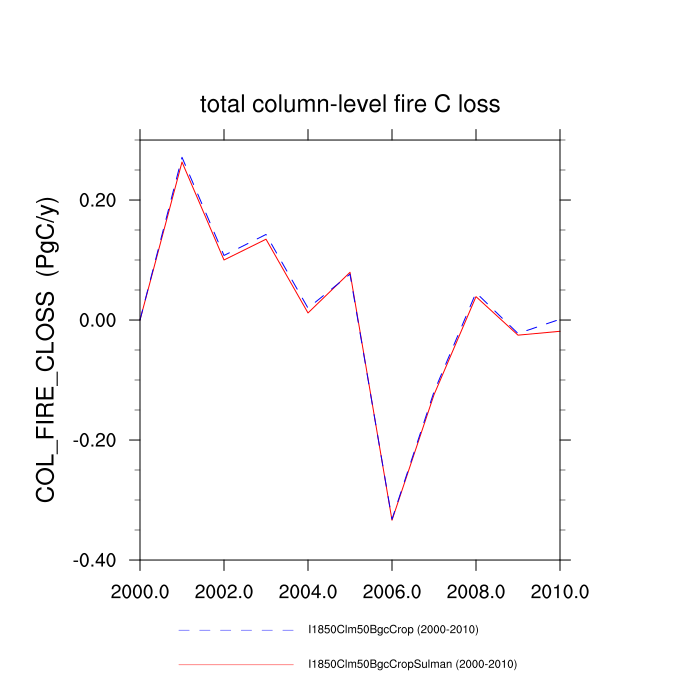 total column-level fire C loss
COL_FIRE_CLOSS (PgC/y)
0.20
0.00
-0.20
-0.40
2000.0 2002.0 2004.0 2006.0 2008.0 2010.0
I1850Clm50BgcCrop (2000-2010)
I1850Clm50BgcCropSulman (2000-2010)